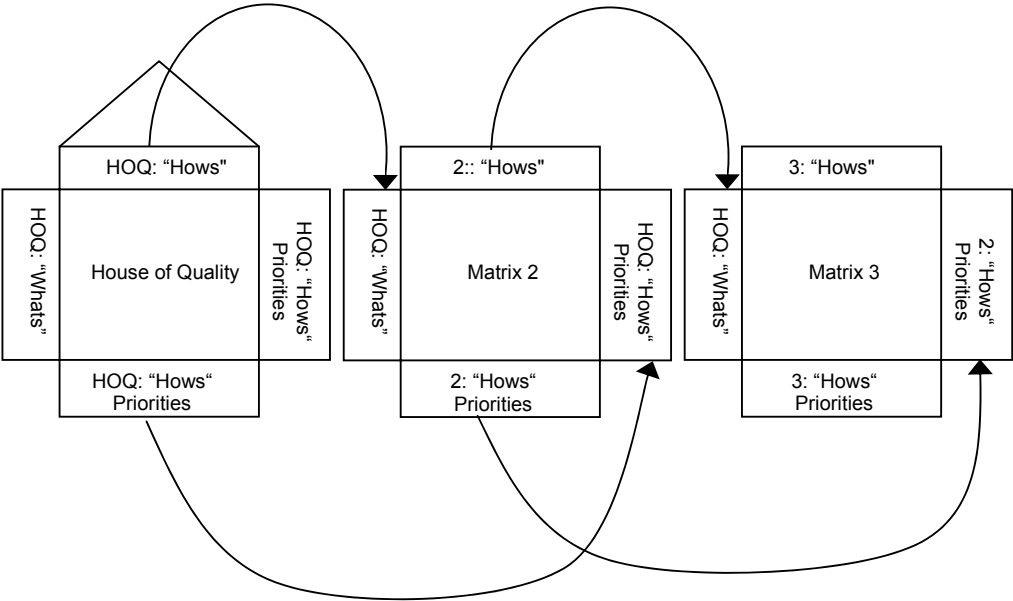 HOQ: “Hows"
HOQ: “Whats”
House of Quality
HOQ: “Hows“
Priorities
HOQ: “Hows“
Priorities
2:: “Hows"
HOQ: “Whats”
Matrix 2
HOQ: “Hows“
Priorities
2: “Hows“
Priorities
3: “Hows"
HOQ: “Whats”
Matrix 3
2: “Hows“
Priorities
3: “Hows“
Priorities